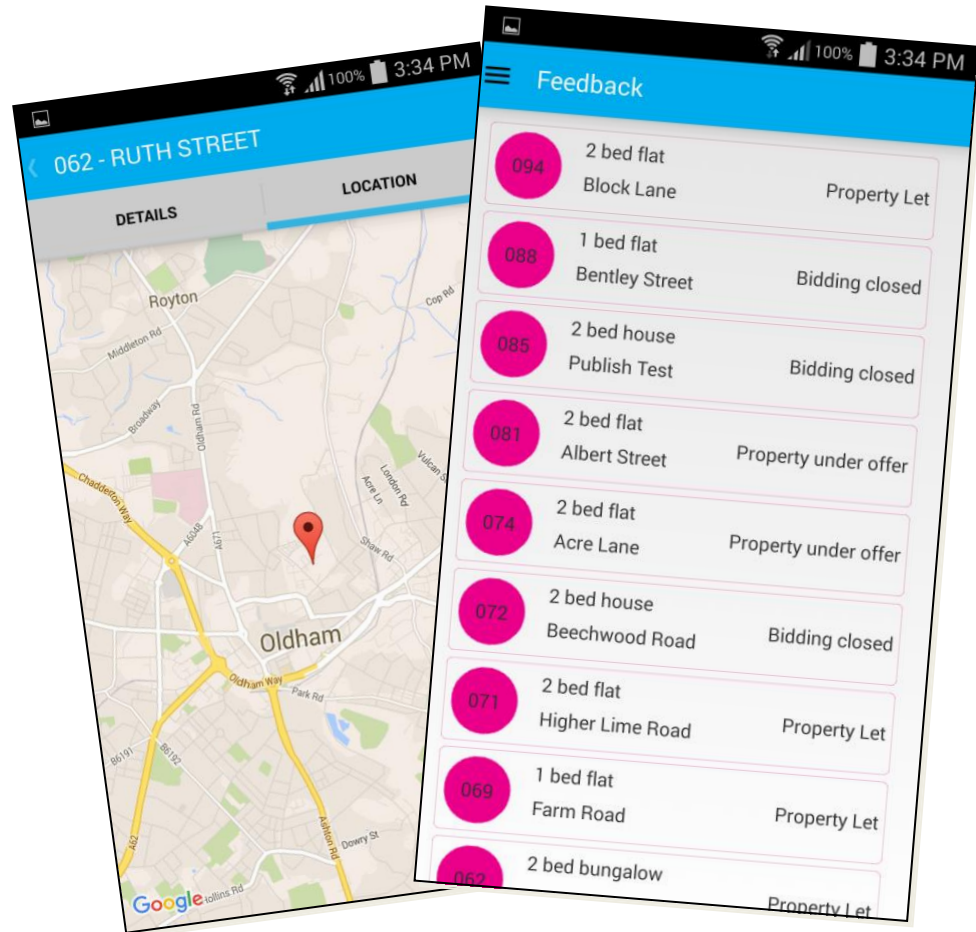 100% 3:34 PM
062 - RUTH STREET
DETAILS
LOCATION
Royton
Cop Rd
Middleton Rd
Broadway
Oldham Rd
Vulcan S
London Rd
Acre Ln
Chadderton Way
A6048
A671
Shaw Rd
Oldham
Oldham Way
Park Rd
B6191
B6192
Ashton Rd
Dowry St
A62
Google
ollins Rd
100% 3:34 PM
Feedback
094
2 bed flat
Block Lane
Property Let
088
1 bed flat
Bentley Street
Bidding closed
085
2 bed house
Publish Test
Bidding closed
081
2 bed flat
Albert Street
Property under offer
074
2 bed flat
Acre Lane
Property under offer
072
2 bed house
Beechwood Road
Bidding closed
071
2 bed flat
Higher Lime Road
Property Let
069
1 bed flat
Farm Road
Property Let
062
2 bed bungalow
Property Let